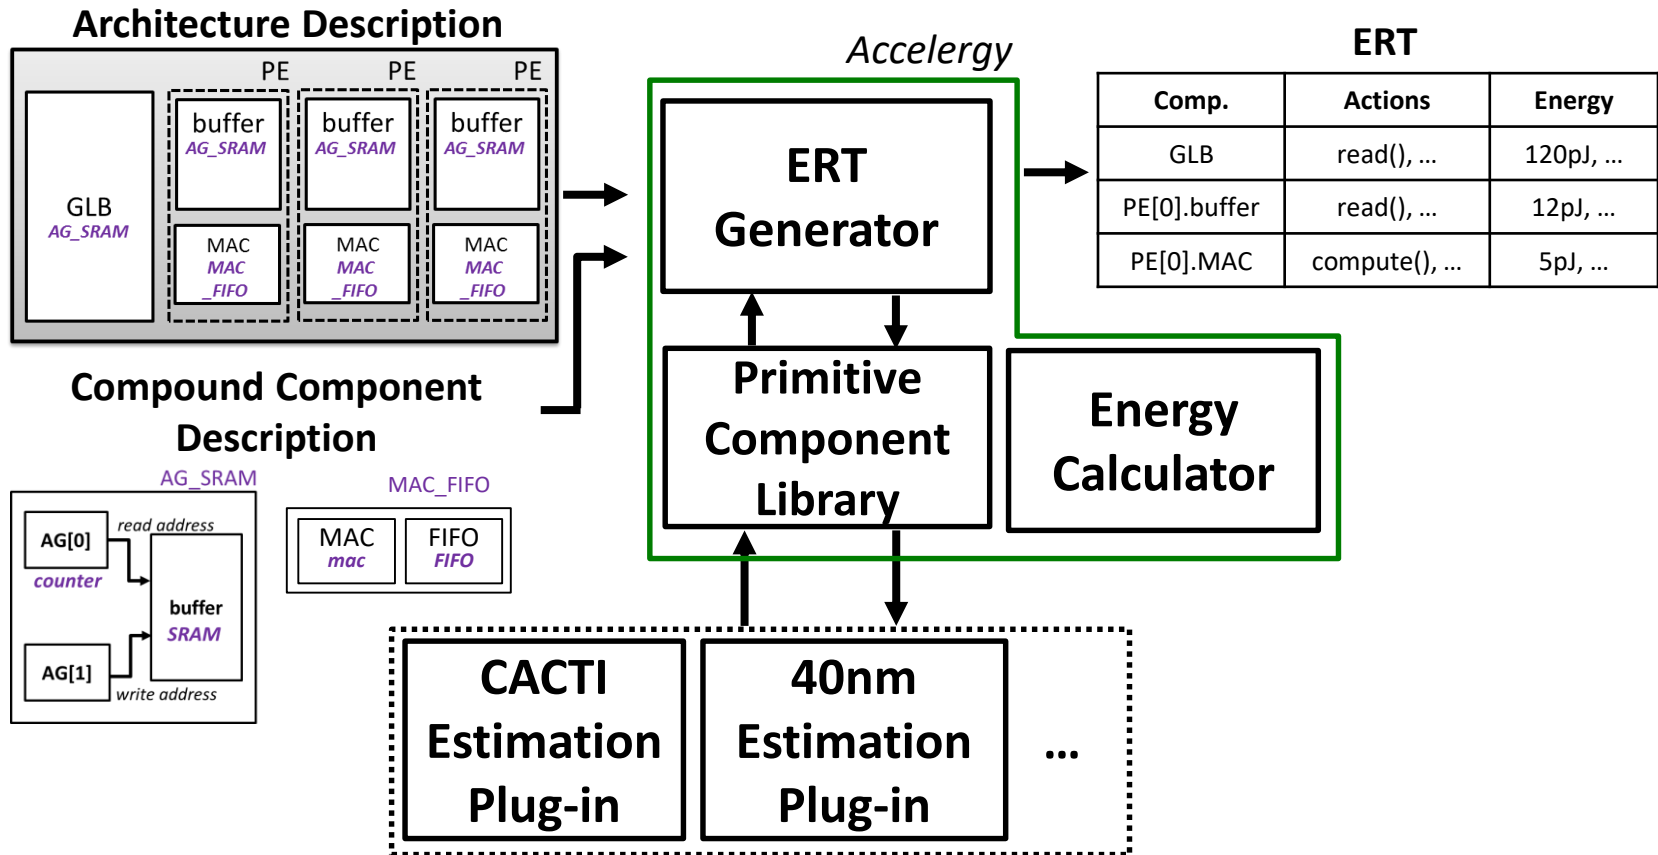 Architecture Description
PE PE PE
GLB
AG_SRAM
buffer
AG_SRAM
MAC
MAC
_FIFO
buffer
AG_SRAM
MAC
MAC
_FIFO
buffer
AG_SRAM
MAC
MAC
_FIFO
Compound Component
Description
AG_SRAM
AG[0]
counter
read address
buffer
SRAM
AG[1]
write address
MAC_FIFO
MAC
mac
FIFO
FIFO
Accelergy
ERT
Generator
Primitive
Component
Library
Energy
Calculator
CACTI
Estimation
Plug-in
40nm
Estimation
Plug-in
...
ERT
Comp. Actions Energy
GLB read(), ... 120pJ, ...
PE[0].buffer read(), ... 12pJ, ...
PE[0].MAC compute(), ... 5pJ, ...